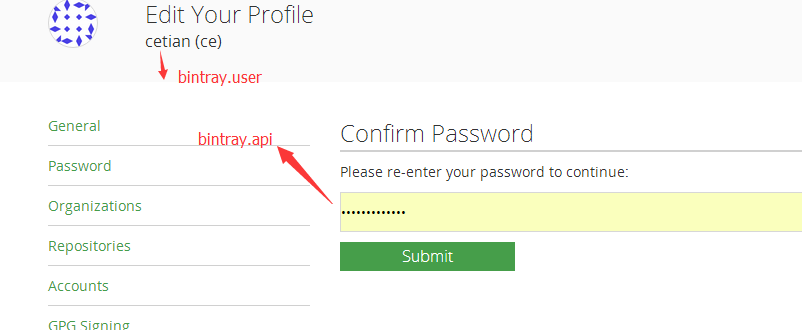 Edit Your Profile
cetian (ce)
bintray.user
General
bintray.api
Password
Organizations
Repositories
Accounts
GPG Signing
Confirm Password
Please re-enter your password to continue:
•••••••••••••
Submit